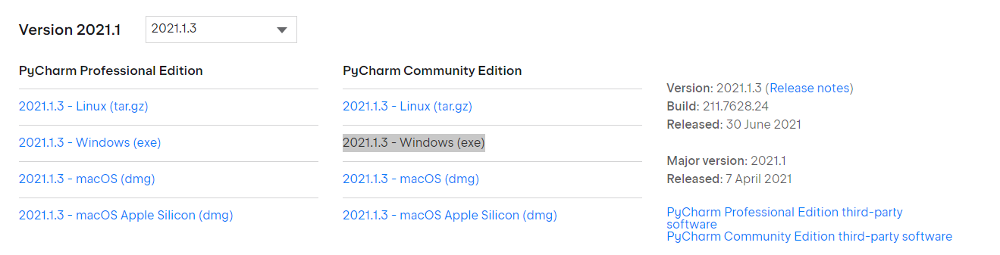 Version 2021.1 2021.1.3
PyCharm Professional Edition
2021.1.3 - Linux (tar.gz)
2021.1.3 - Windows (exe)
2021.1.3 - macOS (dmg)
2021.1.3 - macOS Apple Silicon (dmg)
PyCharm Community Edition
2021.1.3 - Linux (tar.gz)
2021.1.3 - Windows (exe)
2021.1.3 - macOS (dmg)
2021.1.3 - macOS Apple Silicon (dmg)
Version: 2021.1.3 (Release notes)
Build: 211.7628.24
Released: 30 June 2021
Major version: 2021.1
Released: 7 April 2021
PyCharm Professional Edition third-party
software
PyCharm Community Edition third-party software